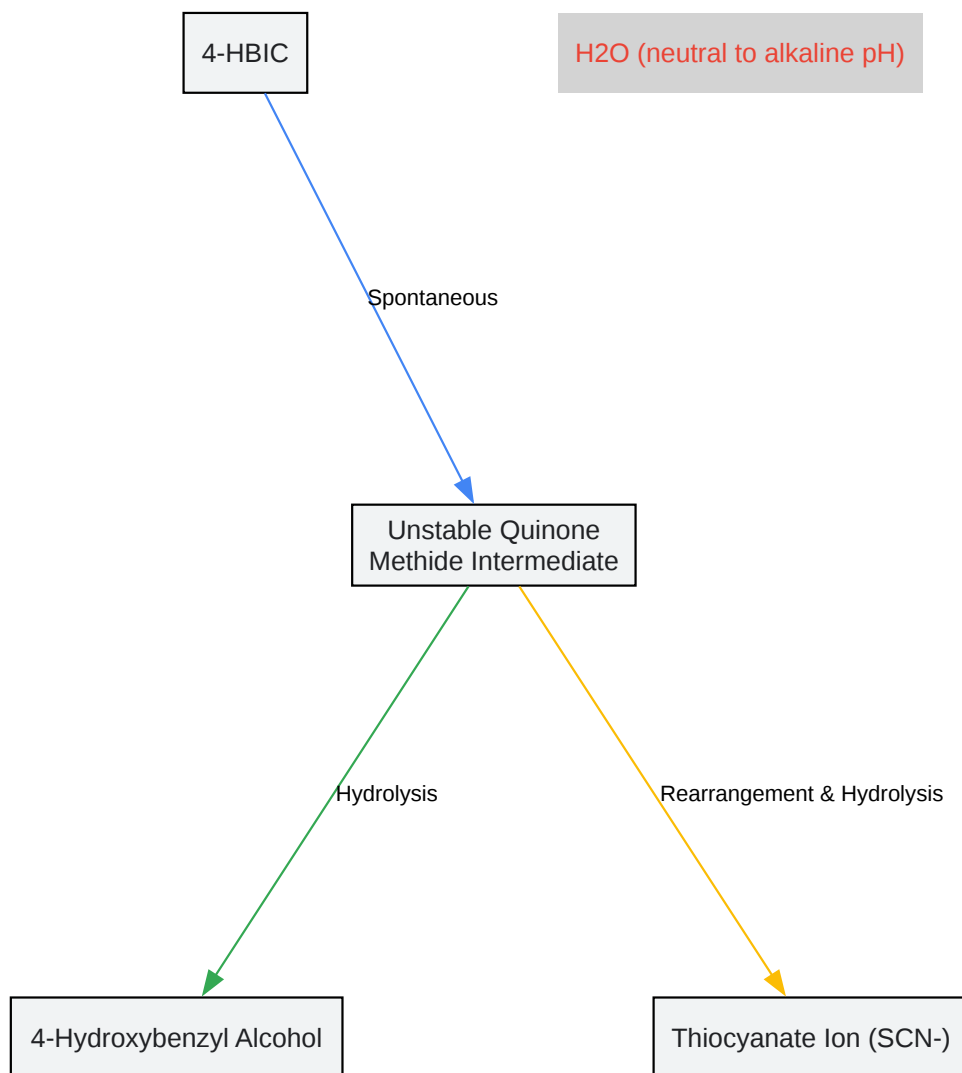 4-HBIC
H2O (neutral to alkaline pH)
Spontaneous
Unstable Quinone
Methide Intermediate
Hydrolysis
Rearrangement & Hydrolysis
4-Hydroxybenzyl Alcohol
Thiocyanate Ion (SCN-)